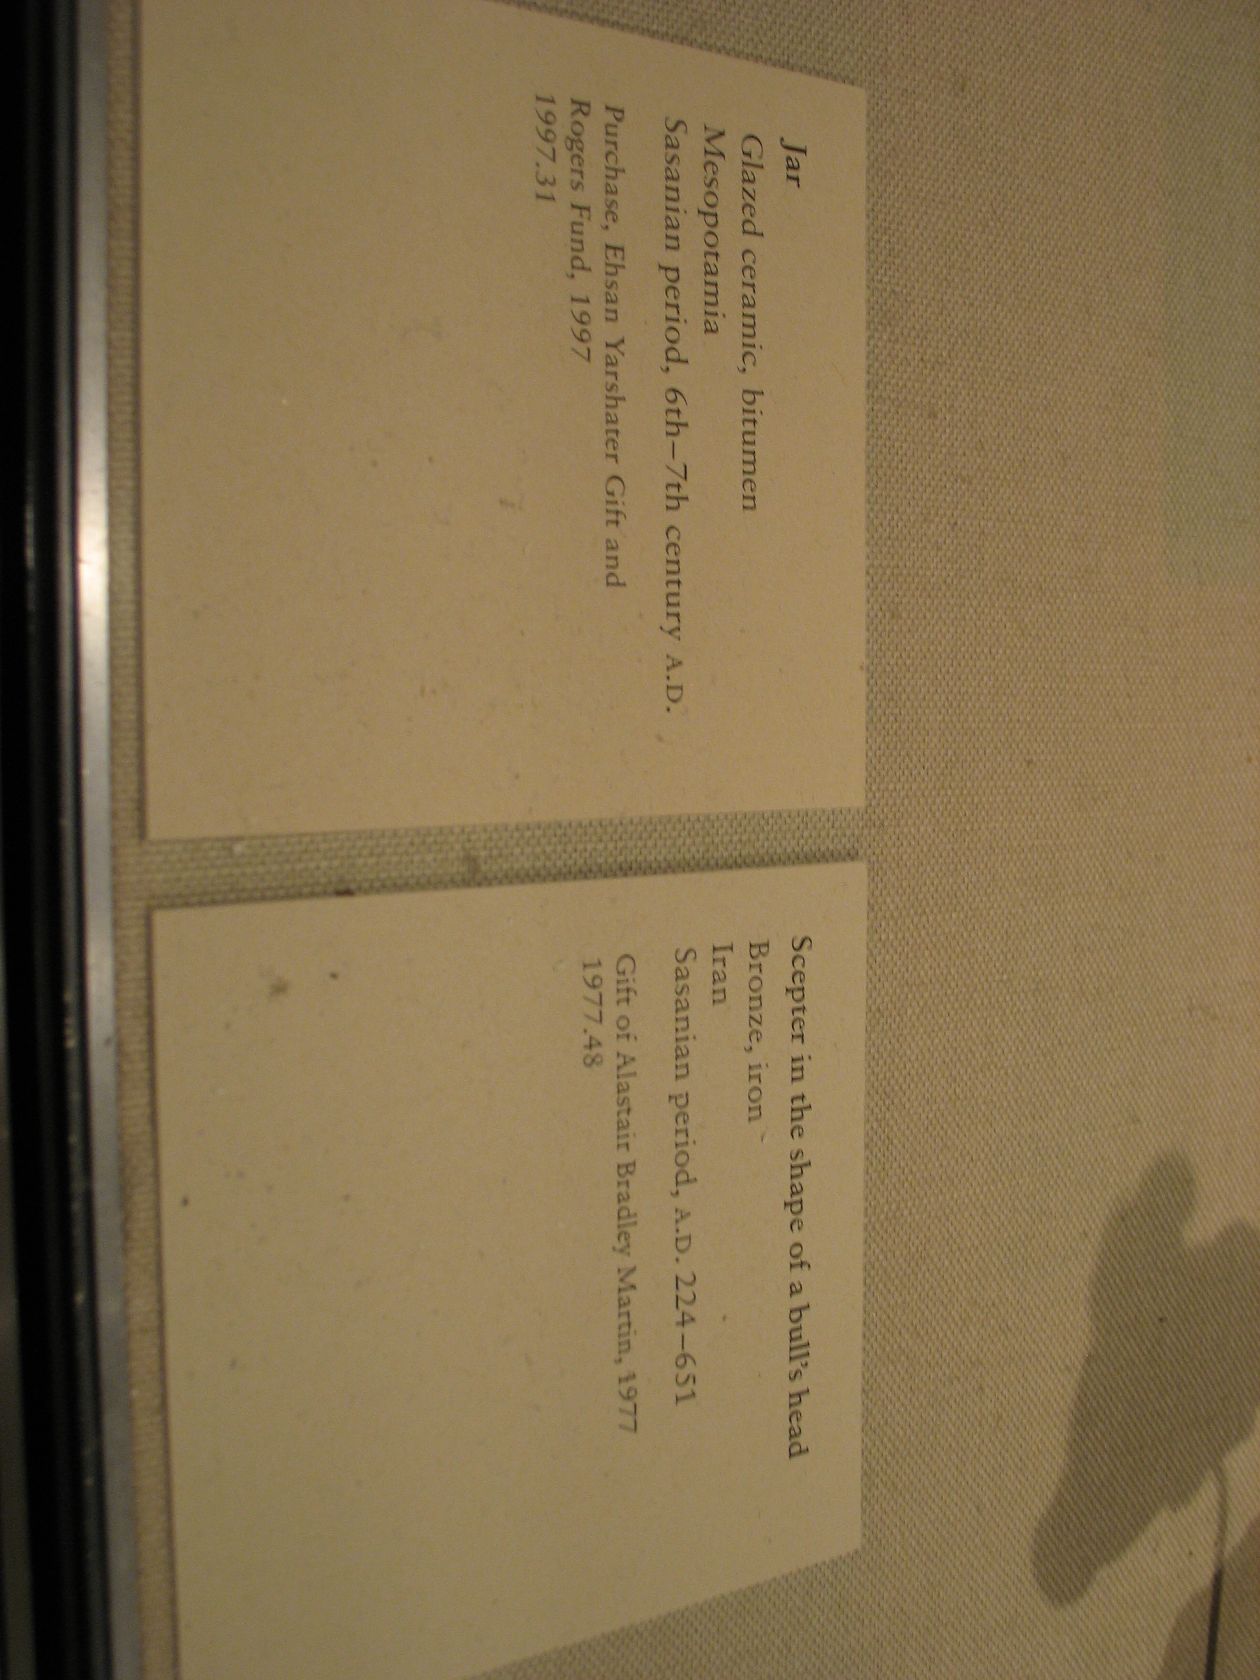 Jar
Glazed ceramic, bitumen
Mesopotamia
Sasanian period, 6th–7th century A.D.
Purchase, Ehsan Yarshater Gift and
Rogers Fund, 1997
1997.31
Scepter in the shape of a bull's head
Bronze, iron
Iran
Sasanian period, A.D. 224–651
Gift of Alastair Bradley Martin, 1977
1977.48